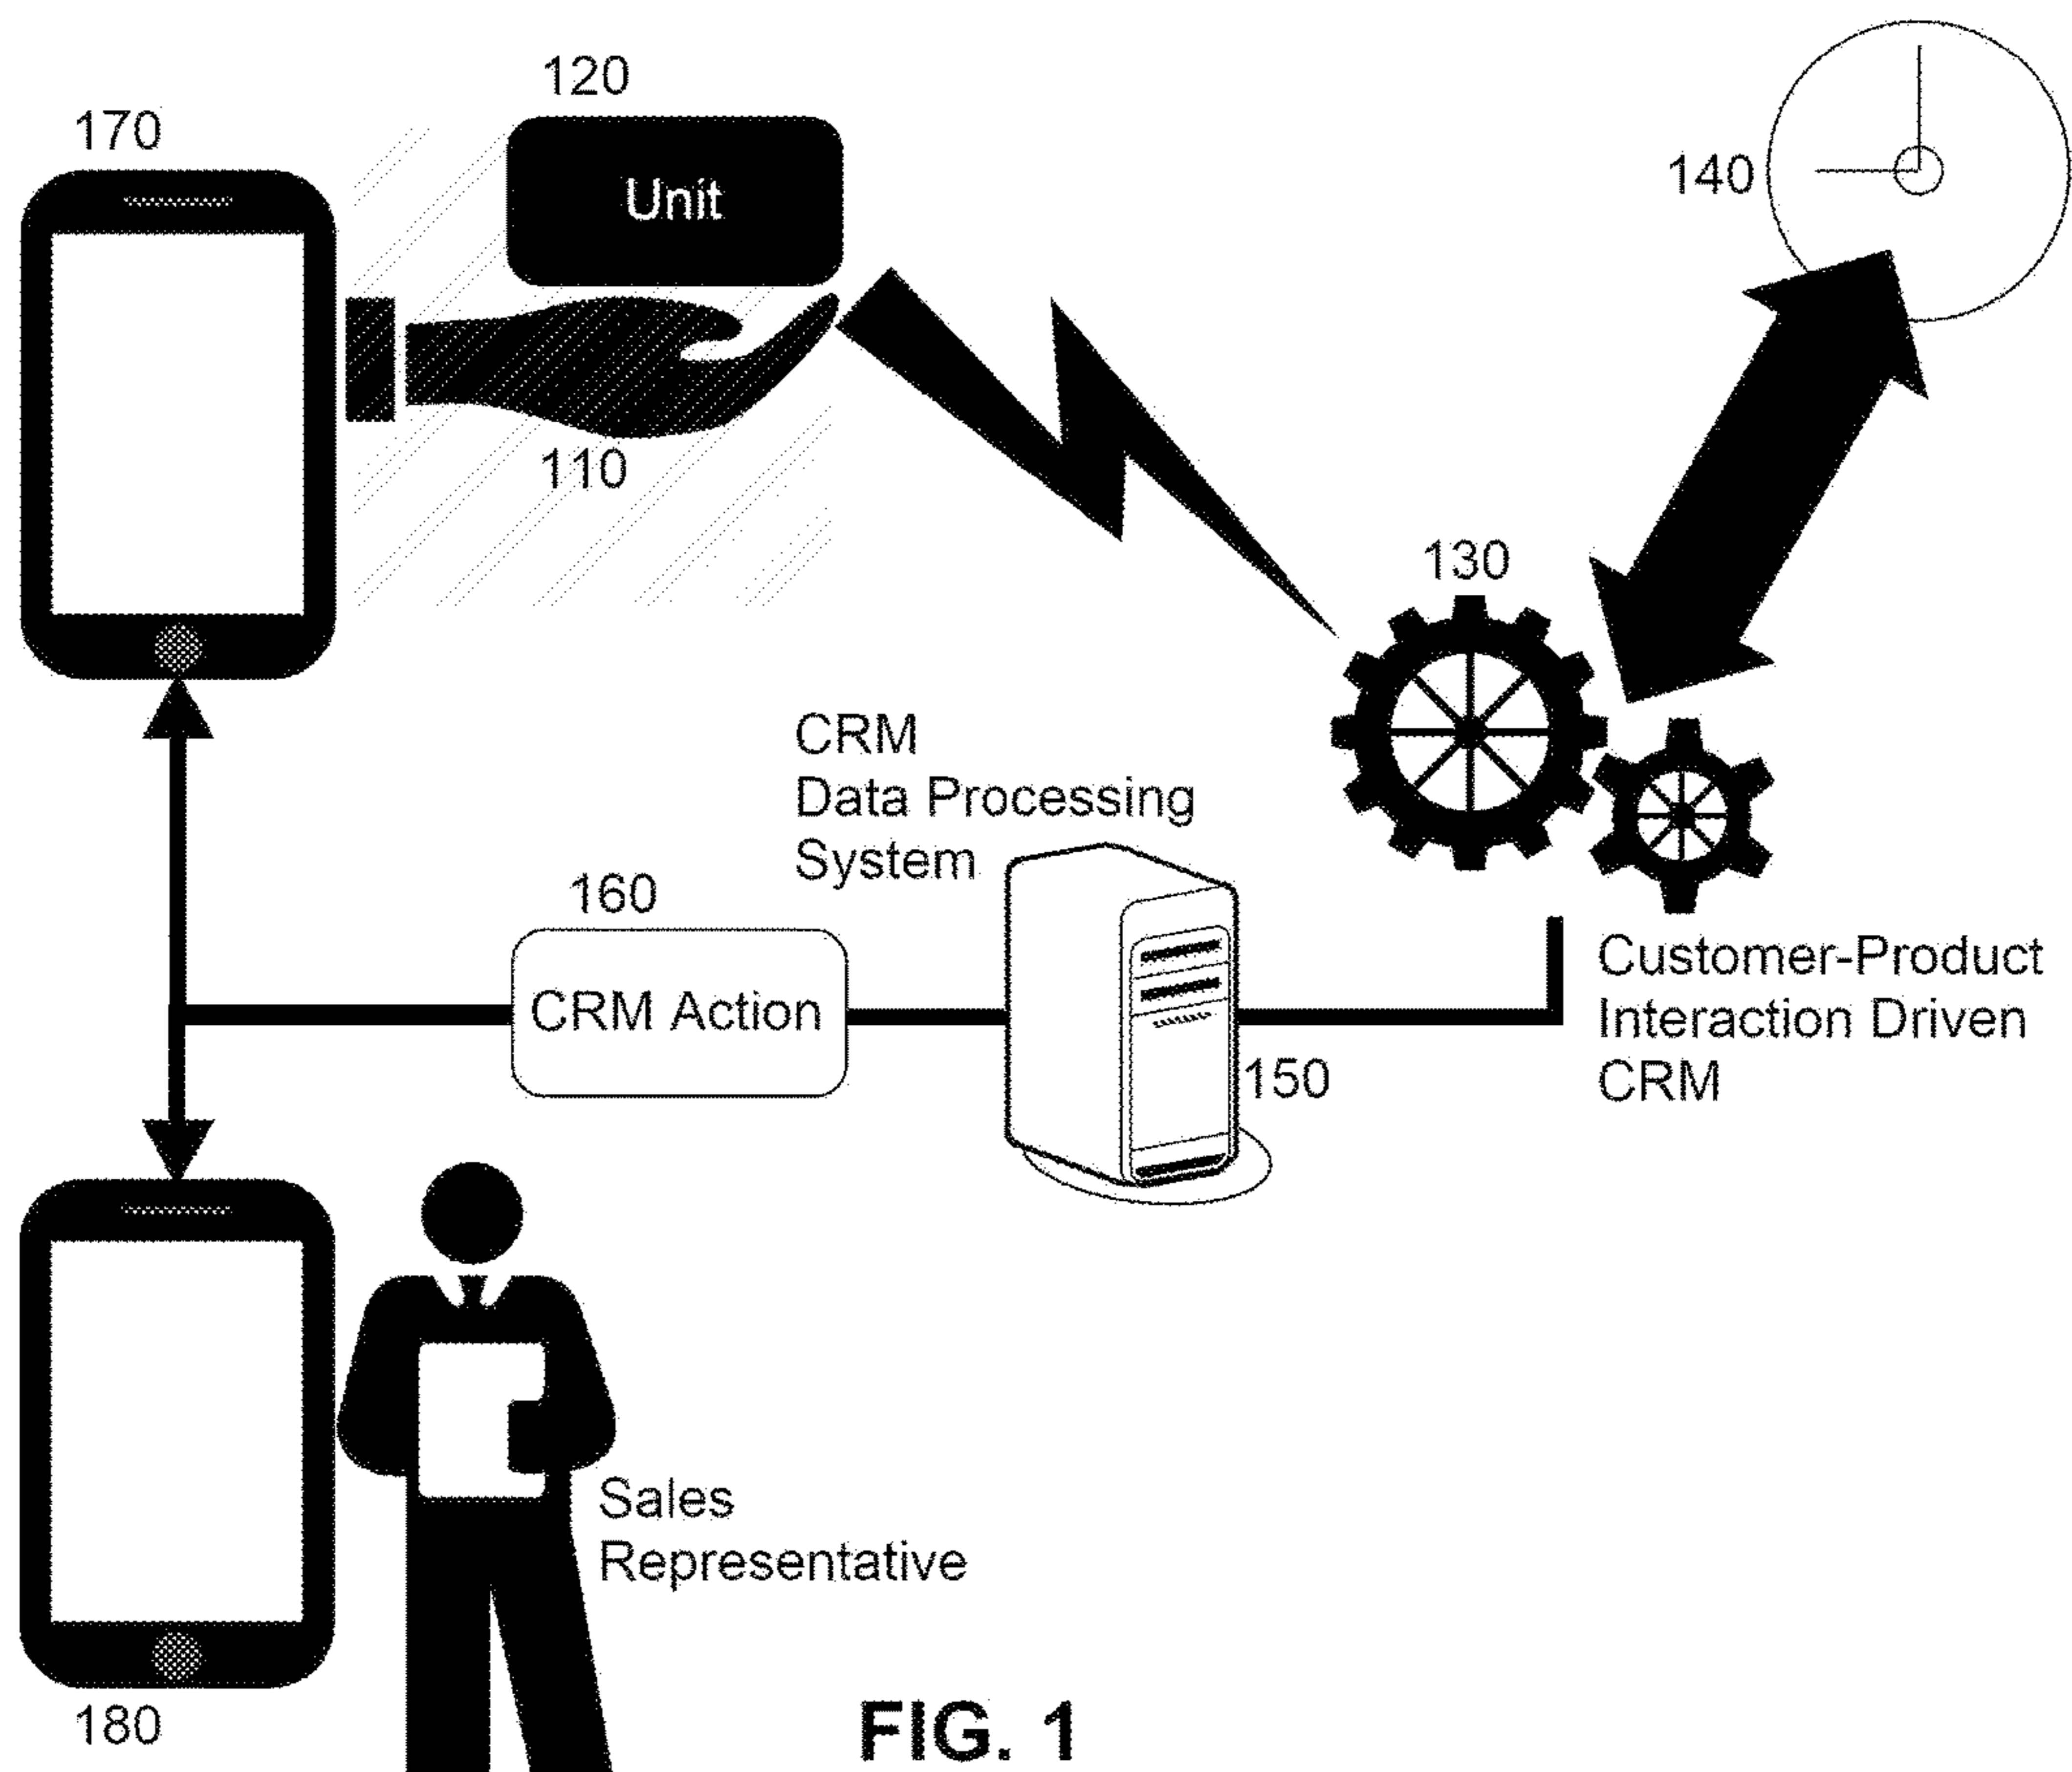 120
170
Unit
140
110
130
CRM
Data Processing
System
160
CRM Action
150
Customer-Product
Interaction Driven
CRM
Sales
Representative
180
FIG. 1